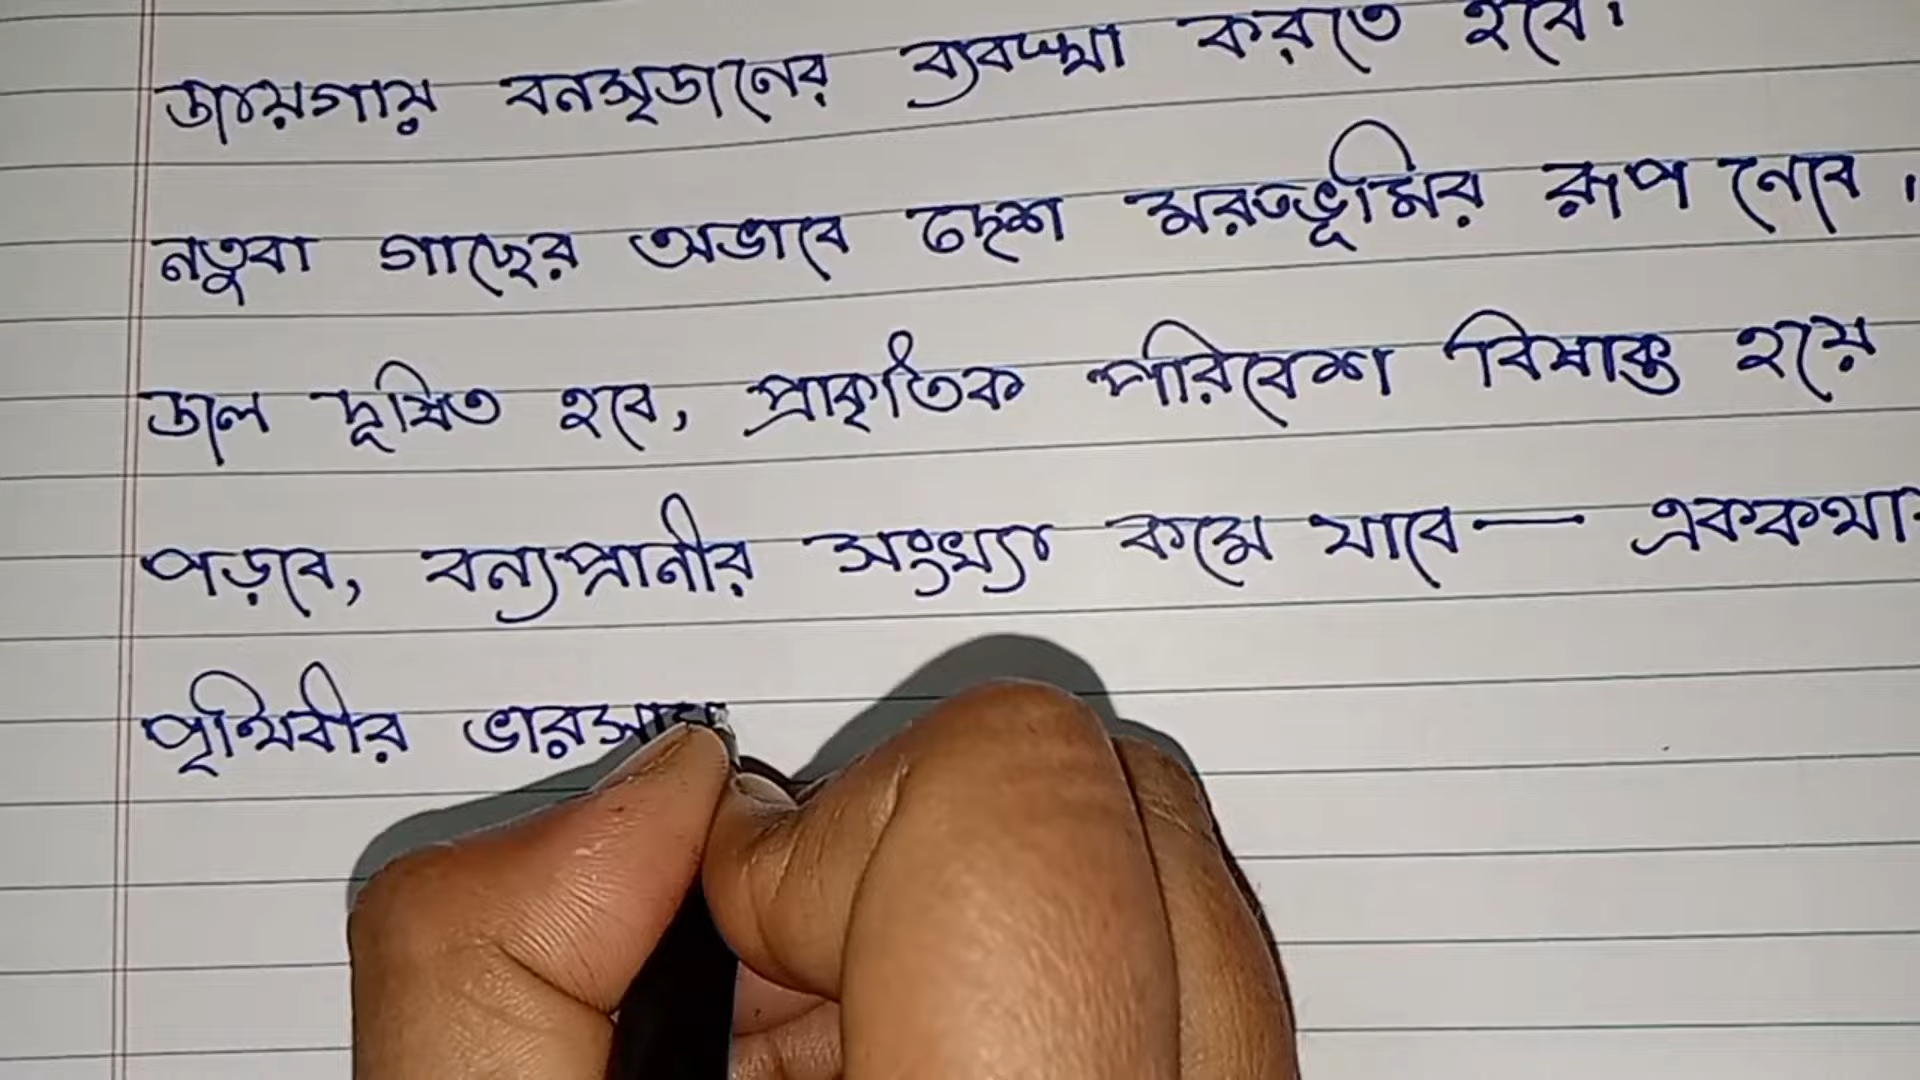 জায়গায় বনসৃজনের ব্যবস্থা করতে হবে।
নতুবা গাছের অভাবে দেশ মরুভূমির রূপ নেবে।
জল দূষিত হবে, প্রাকৃতিক পরিবেশ বিষাক্ত হয়ে
পড়বে, বন্যপ্রানীর সংখ্যা কমে যাবে— এককথা
পৃথিবীর